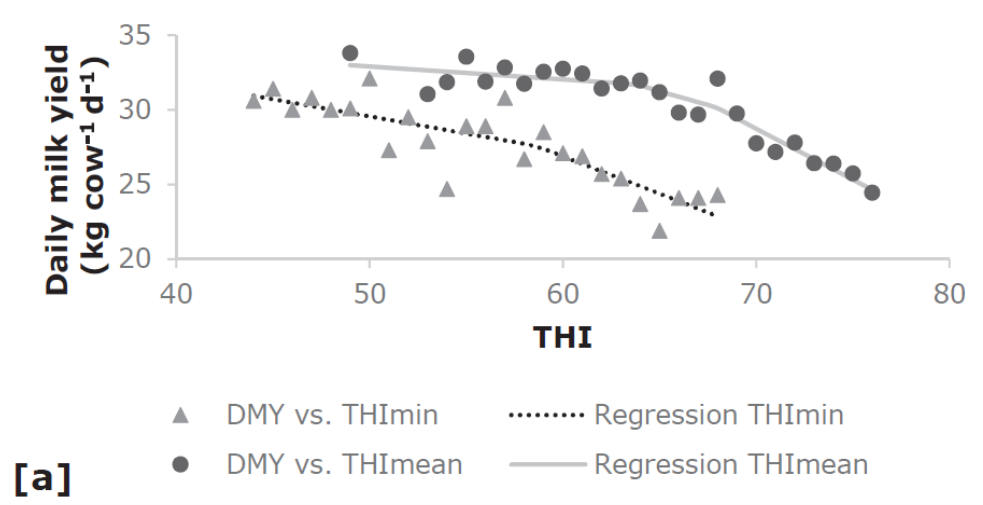 Daily milk yield
(kg cow⁻¹ d⁻¹)
35
30
25
20
40 50 60 70 80
THI
DMY vs. THImin Regression THImin
DMY vs. THImean Regression THImean
[a]